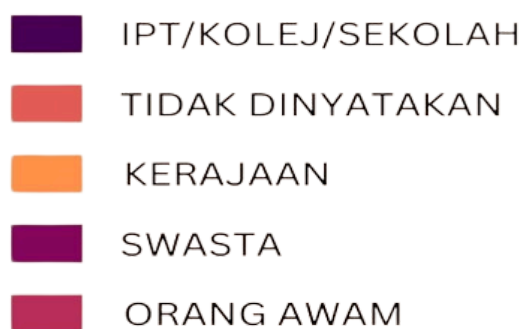 IPT/KOLEJ/SEKOLAH
TIDAK DINYATAKAN
KERAJAAN
SWASTA
ORANG AWAM